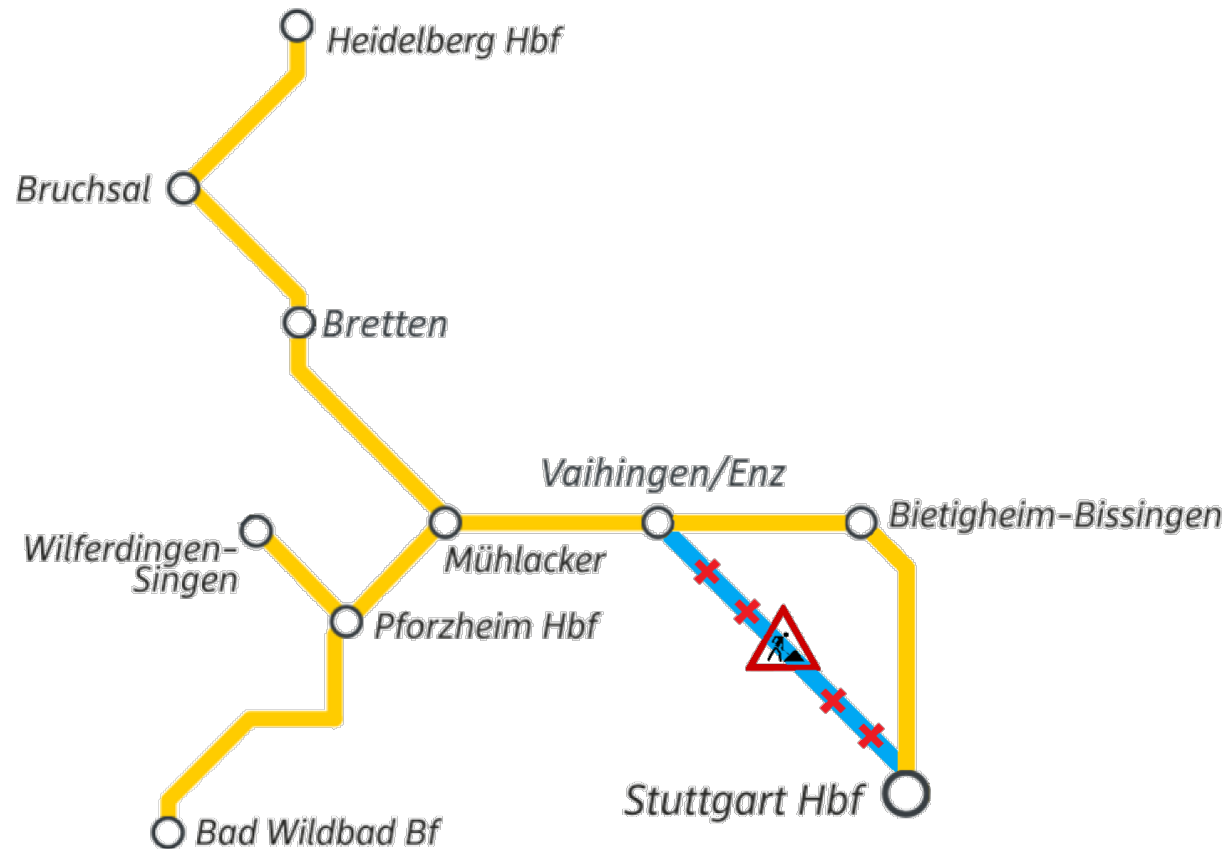 Heidelberg Hbf
Bruchsal
Bretten
Vaihingen/Enz
Bietigheim-Bissingen
Wilferdingen-
Singen
Mühlacker
Pforzheim Hbf
Stuttgart Hbf
Bad Wildbad Bf